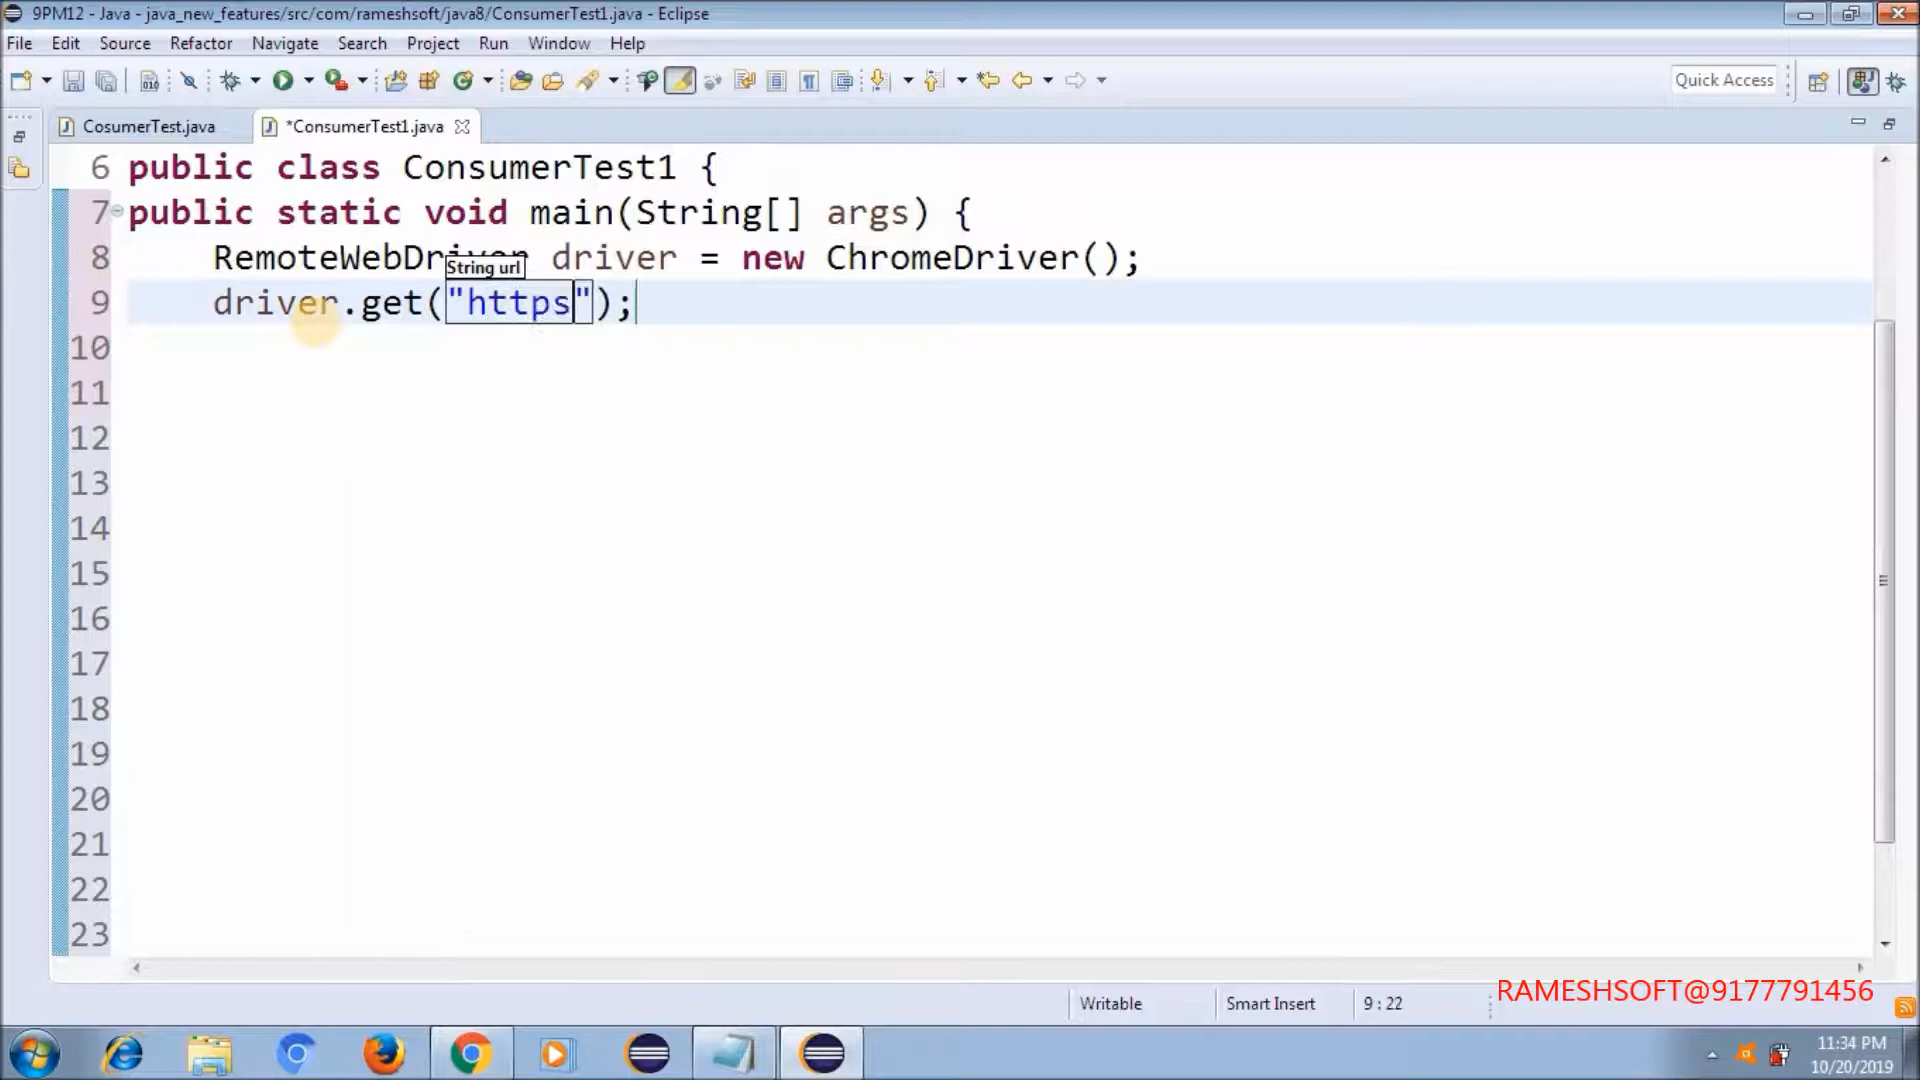 9PM12 - Java - java_new_features/src/com/rameshsoft/java8/ConsumerTest1.java - Eclipse
File Edit Source Refactor Navigate Search Project Run Window Help
Quick Access
CosumerTest.java *ConsumerTest1.java
6 public class ConsumerTest1 {
7 public static void main(String[] args) {
8 RemoteWebDriver driver = new ChromeDriver();
String url
9 driver.get("https");
10
11
12
13
14
15
16
17
18
19
20
21
22
23
RAMESHSOFT@9177791456
Writable Smart Insert 9 : 22
11:34 PM
10/20/2019